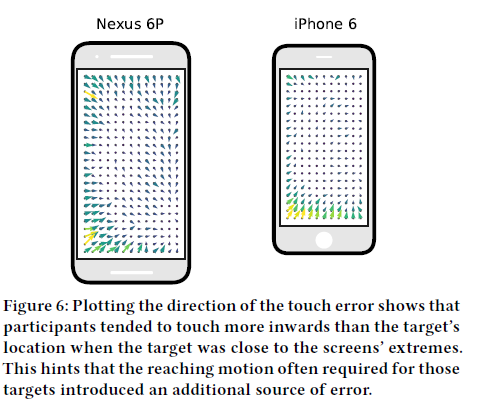 Nexus 6P
iPhone 6
Figure 6: Plotting the direction of the touch error shows that
participants tended to touch more inwards than the target's
location when the target was close to the screens' extremes.
This hints that the reaching motion often required for those
targets introduced an additional source of error.